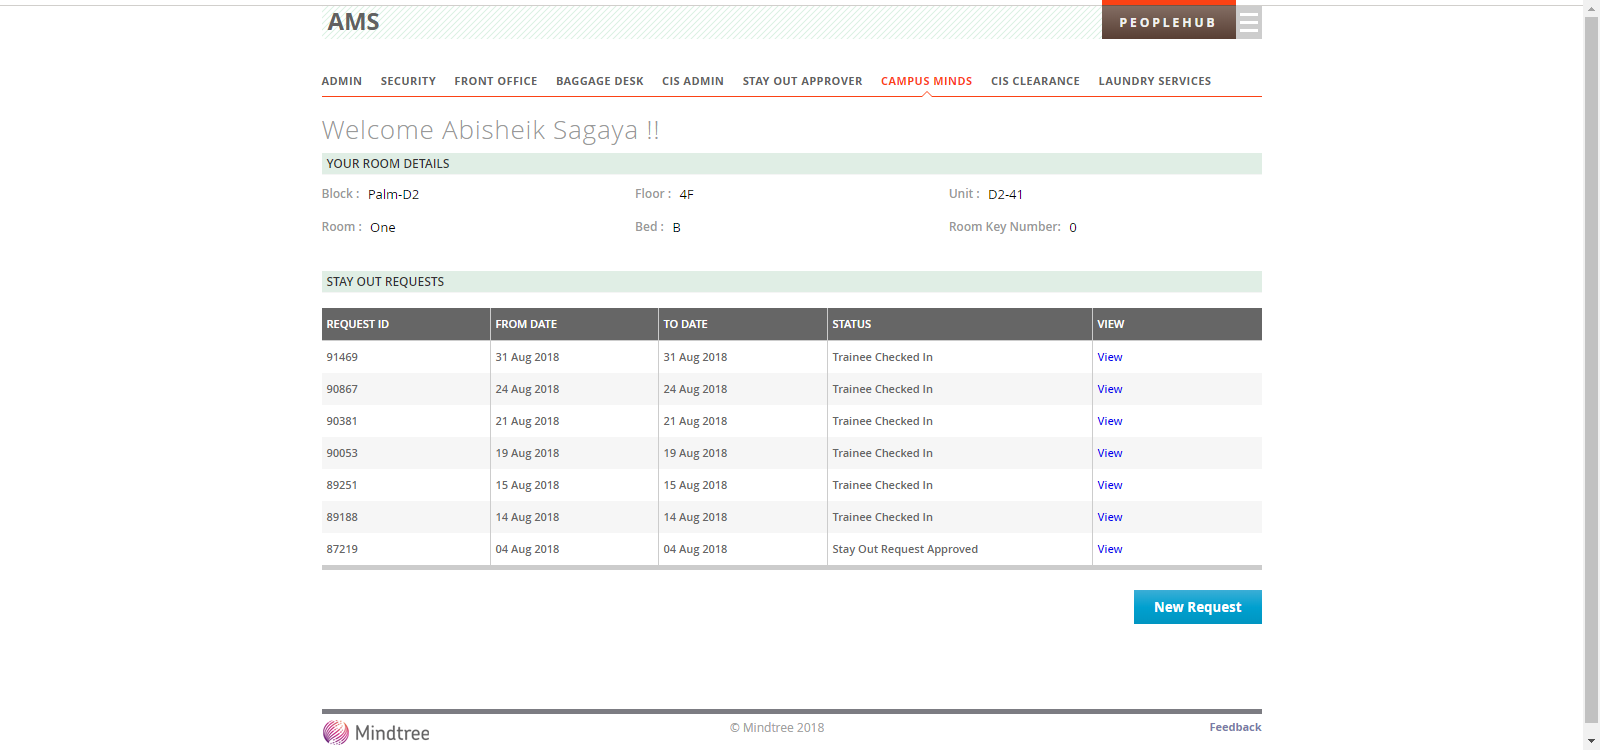 AMS
PEOPLEHUB
ADMIN SECURITY FRONT OFFICE BAGGAGE DESK CIS ADMIN STAY OUT APPROVER CAMPUS MINDS CIS CLEARANCE LAUNDRY SERVICES
Welcome Abisheik Sagaya !!
YOUR ROOM DETAILS
Block : Palm-D2 Floor : 4F Unit : D2-41
Room : One Bed : B Room Key Number: 0
STAY OUT REQUESTS
REQUEST ID FROM DATE TO DATE STATUS VIEW
91469 31 Aug 2018 31 Aug 2018 Trainee Checked In View
90867 24 Aug 2018 24 Aug 2018 Trainee Checked In View
90381 21 Aug 2018 21 Aug 2018 Trainee Checked In View
90053 19 Aug 2018 19 Aug 2018 Trainee Checked In View
89251 15 Aug 2018 15 Aug 2018 Trainee Checked In View
89188 14 Aug 2018 14 Aug 2018 Trainee Checked In View
87219 04 Aug 2018 04 Aug 2018 Stay Out Request Approved View
New Request
Mindtree © Mindtree 2018 Feedback